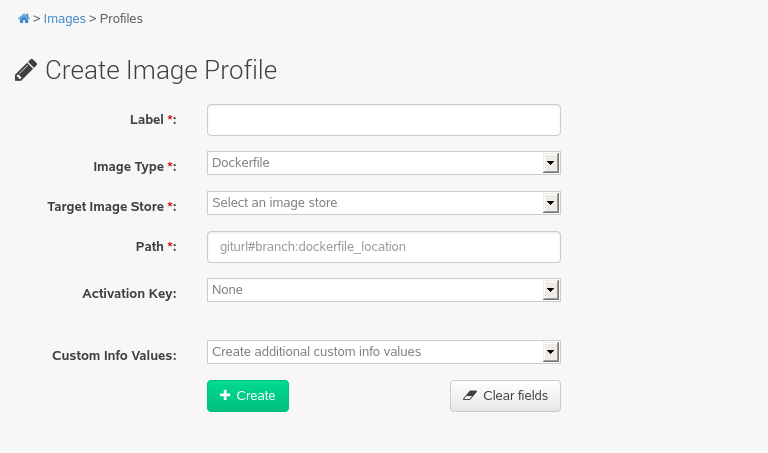 > Images > Profiles
Create Image Profile
Label *:
Image Type *: Dockerfile
Target Image Store *: Select an image store
Path *: giturl#branch:dockerfile_location
Activation Key: None
Custom Info Values: Create additional custom info values
Create Clear fields